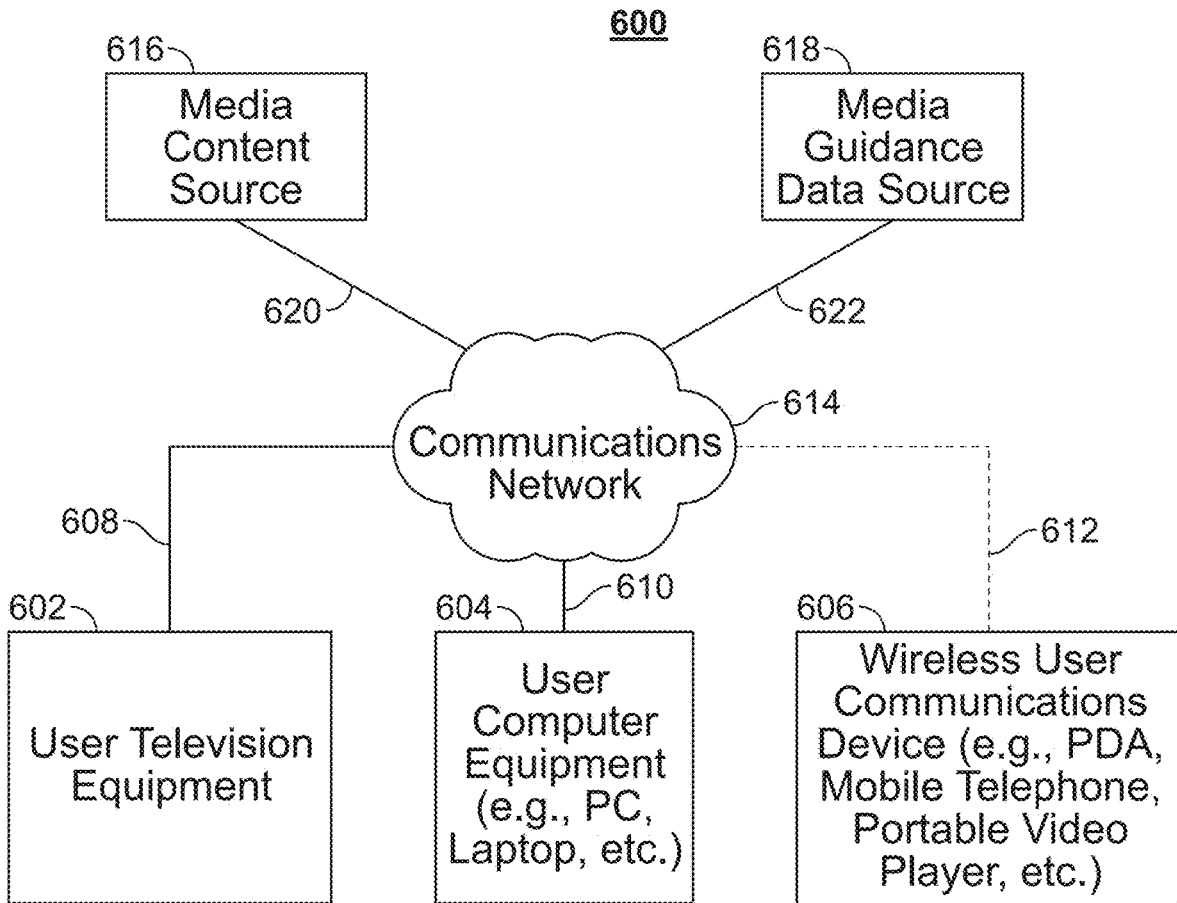 600
616
Media
Content
Source
618
Media
Guidance
Data Source
620
622
614
Communications
Network
608
612
610
602
User Television
Equipment
604
User
Computer
Equipment
(e.g., PC,
Laptop, etc.)
606
Wireless User
Communications
Device (e.g., PDA,
Mobile Telephone,
Portable Video
Player, etc.)